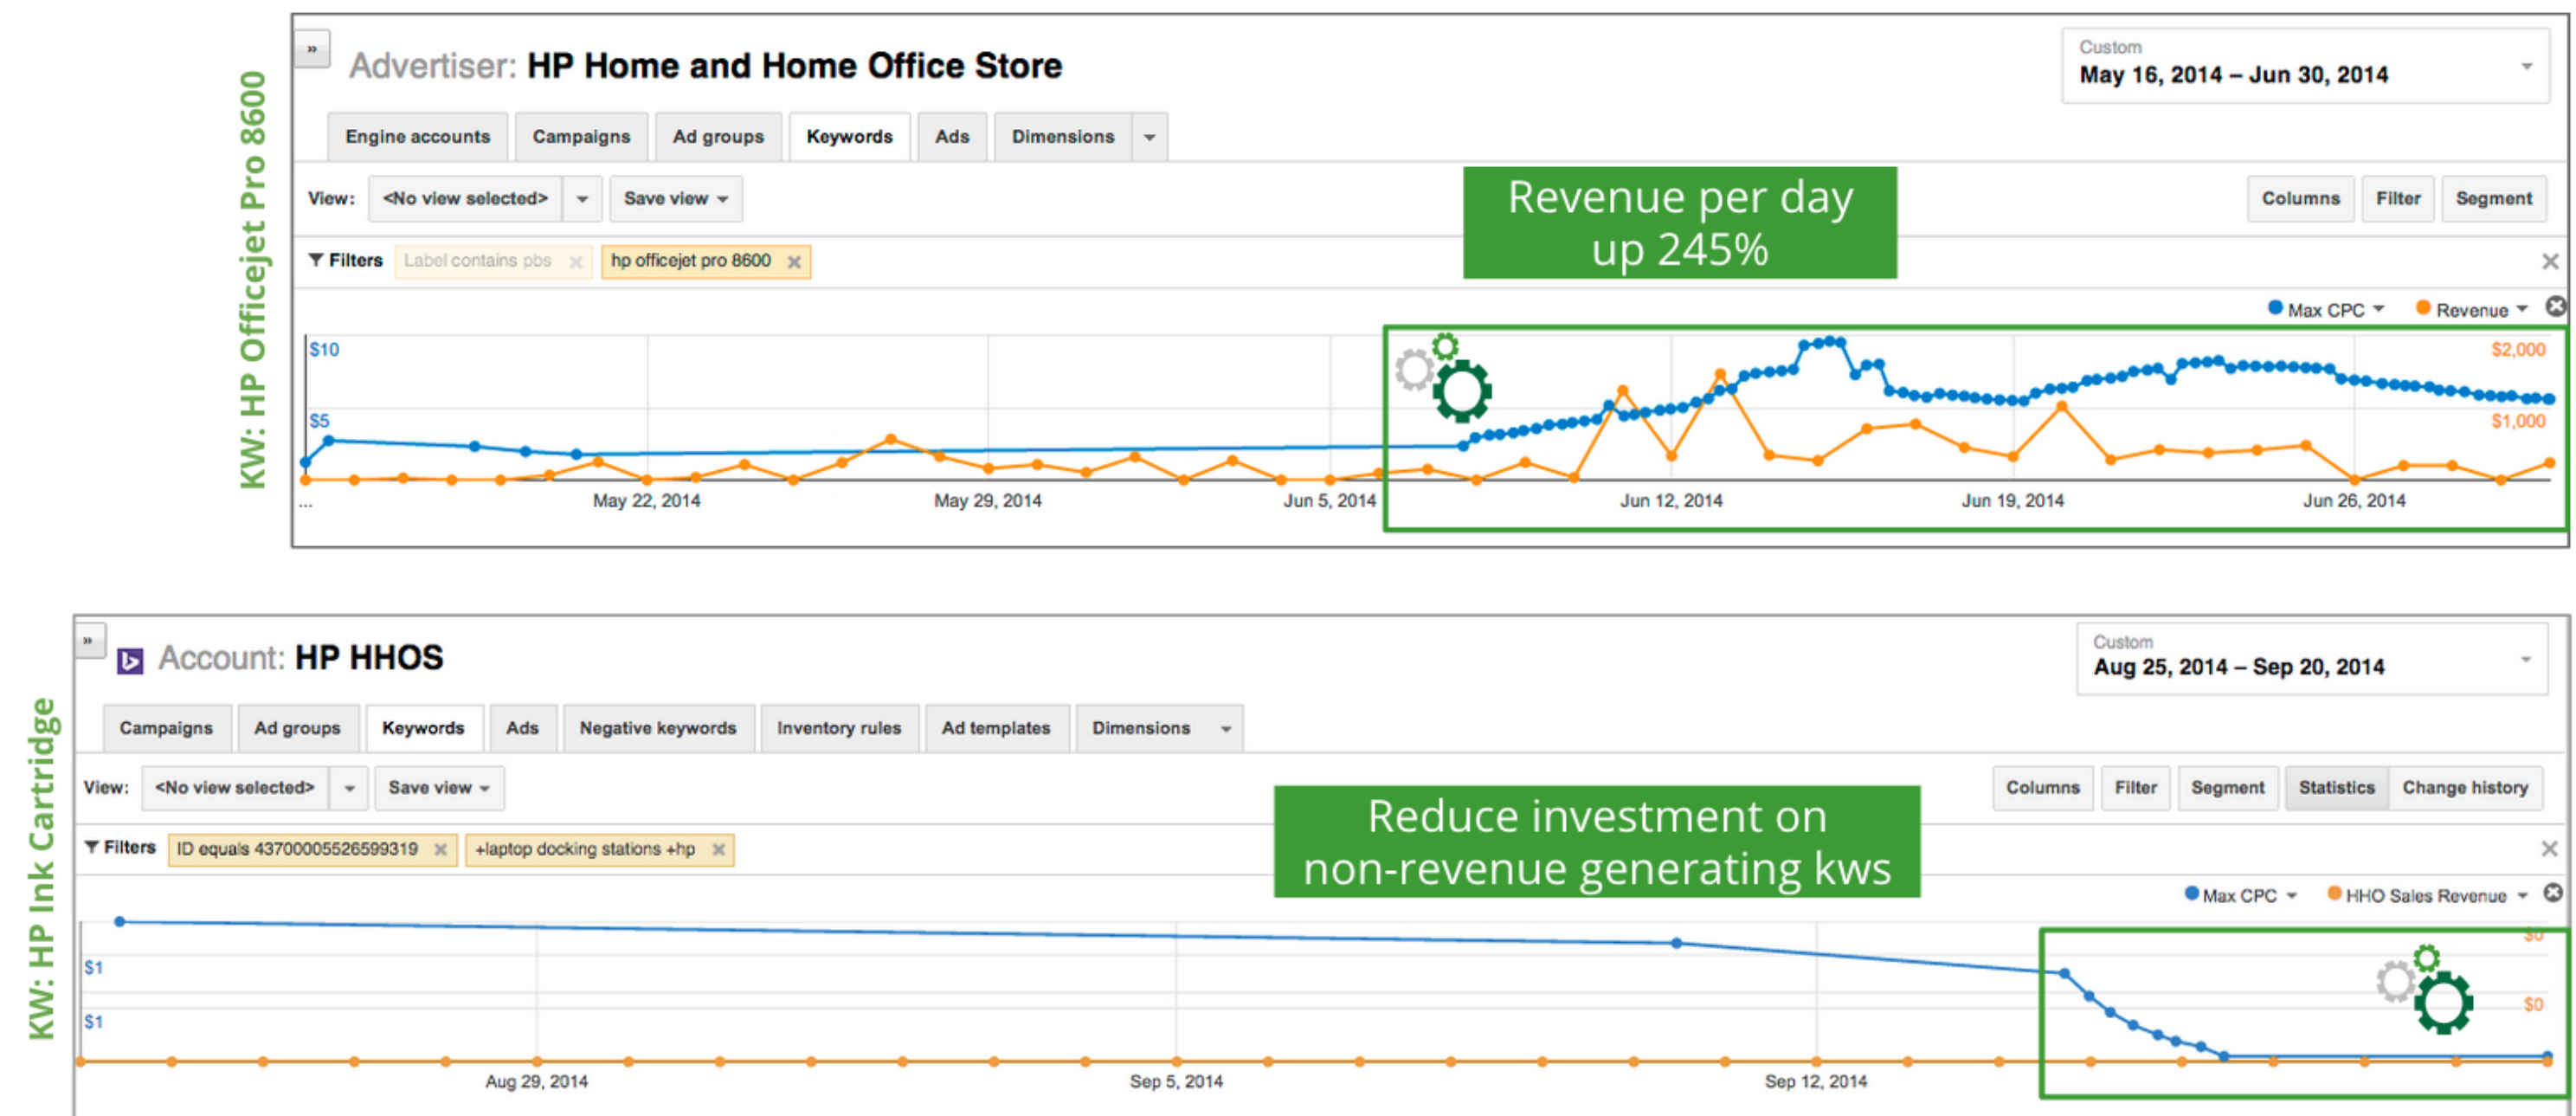 KW: HP Officejet Pro 8600
»
Advertiser: HP Home and Home Office Store
Custom
May 16, 2014 – Jun 30, 2014
Engine accounts Campaigns Ad groups Keywords Ads Dimensions
View: <No view selected> Save view
Columns Filter Segment
Revenue per day
up 245%
Filters Label contains pbs × hp officejet pro 8600 ×
Max CPC Revenue
$10 $2,000
$5 $1,000
... May 22, 2014 May 29, 2014 Jun 5, 2014 Jun 12, 2014 Jun 19, 2014 Jun 26, 2014
KW: HP Ink Cartridge
»
Account: HP HHOS
Custom
Aug 25, 2014 – Sep 20, 2014
Campaigns Ad groups Keywords Ads Negative keywords Inventory rules Ad templates Dimensions
View: <No view selected> Save view
Columns Filter Segment Statistics Change history
Reduce investment on
non-revenue generating kws
Filters ID equals 43700005526599319 × +laptop docking stations +hp ×
Max CPC HHO Sales Revenue
$0
$1
$0
$1
Aug 29, 2014 Sep 5, 2014 Sep 12, 2014